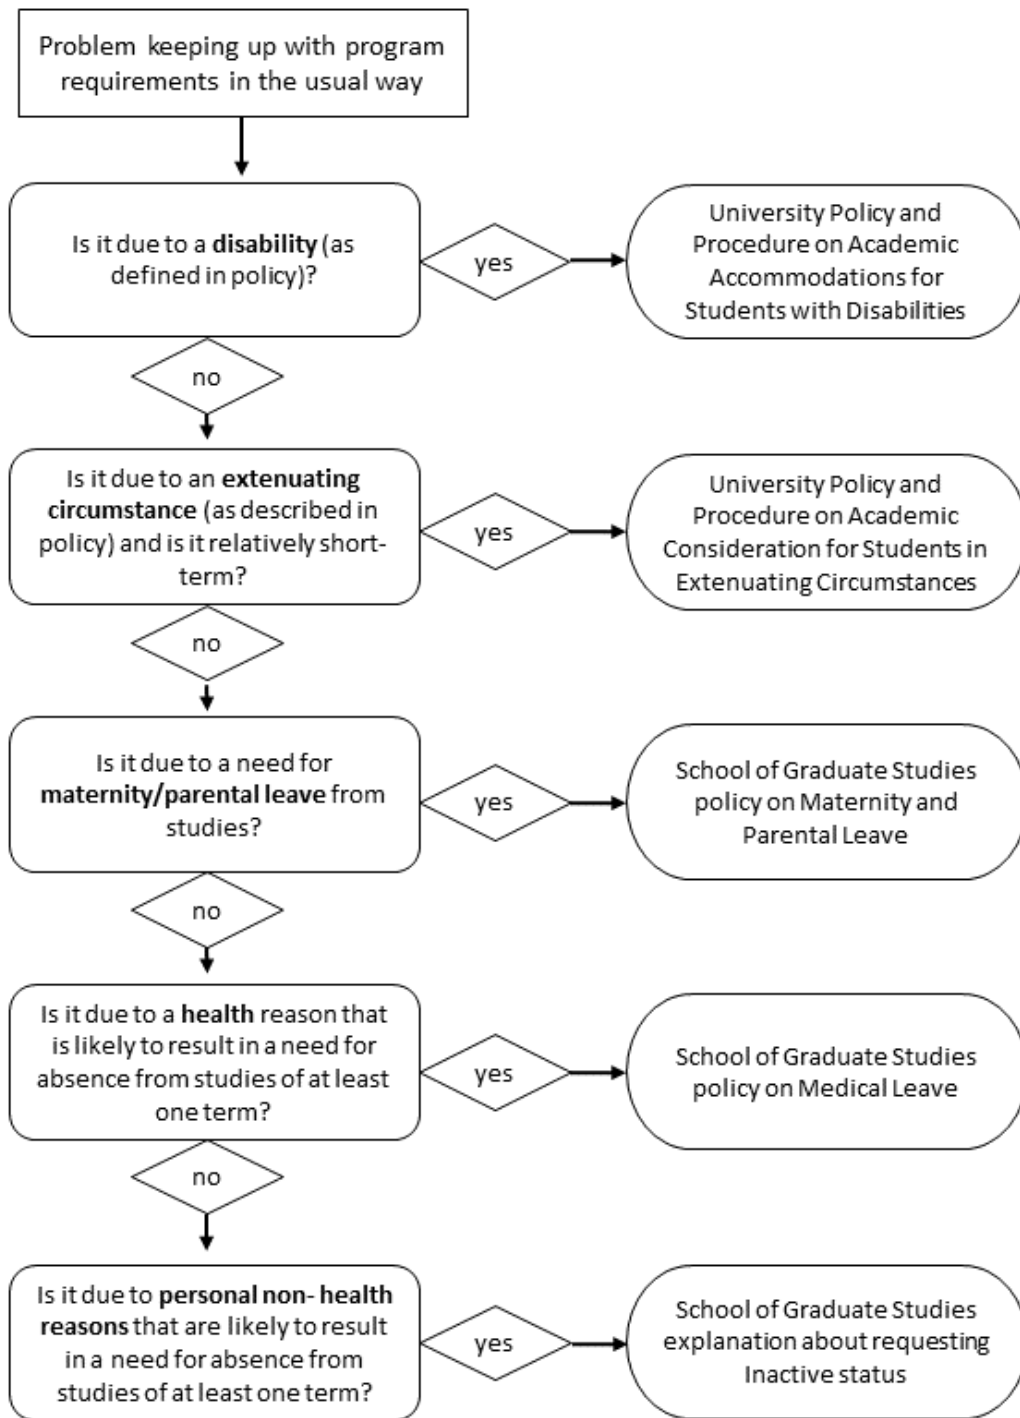 Problem keeping up with program
requirements in the usual way
Is it due to a disability (as
defined in policy)?
yes
University Policy and
Procedure on Academic
Accommodations for
Students with Disabilities
no
Is it due to an extenuating
circumstance (as described in
policy) and is it relatively short-
term?
yes
University Policy and
Procedure on Academic
Consideration for Students in
Extenuating Circumstances
no
Is it due to a need for
maternity/parental leave from
studies?
yes
School of Graduate Studies
policy on Maternity and
Parental Leave
no
Is it due to a health reason that
is likely to result in a need for
absence from studies of at least
one term?
yes
School of Graduate Studies
policy on Medical Leave
no
Is it due to personal non- health
reasons that are likely to result
in a need for absence from
studies of at least one term?
yes
School of Graduate Studies
explanation about requesting
Inactive status